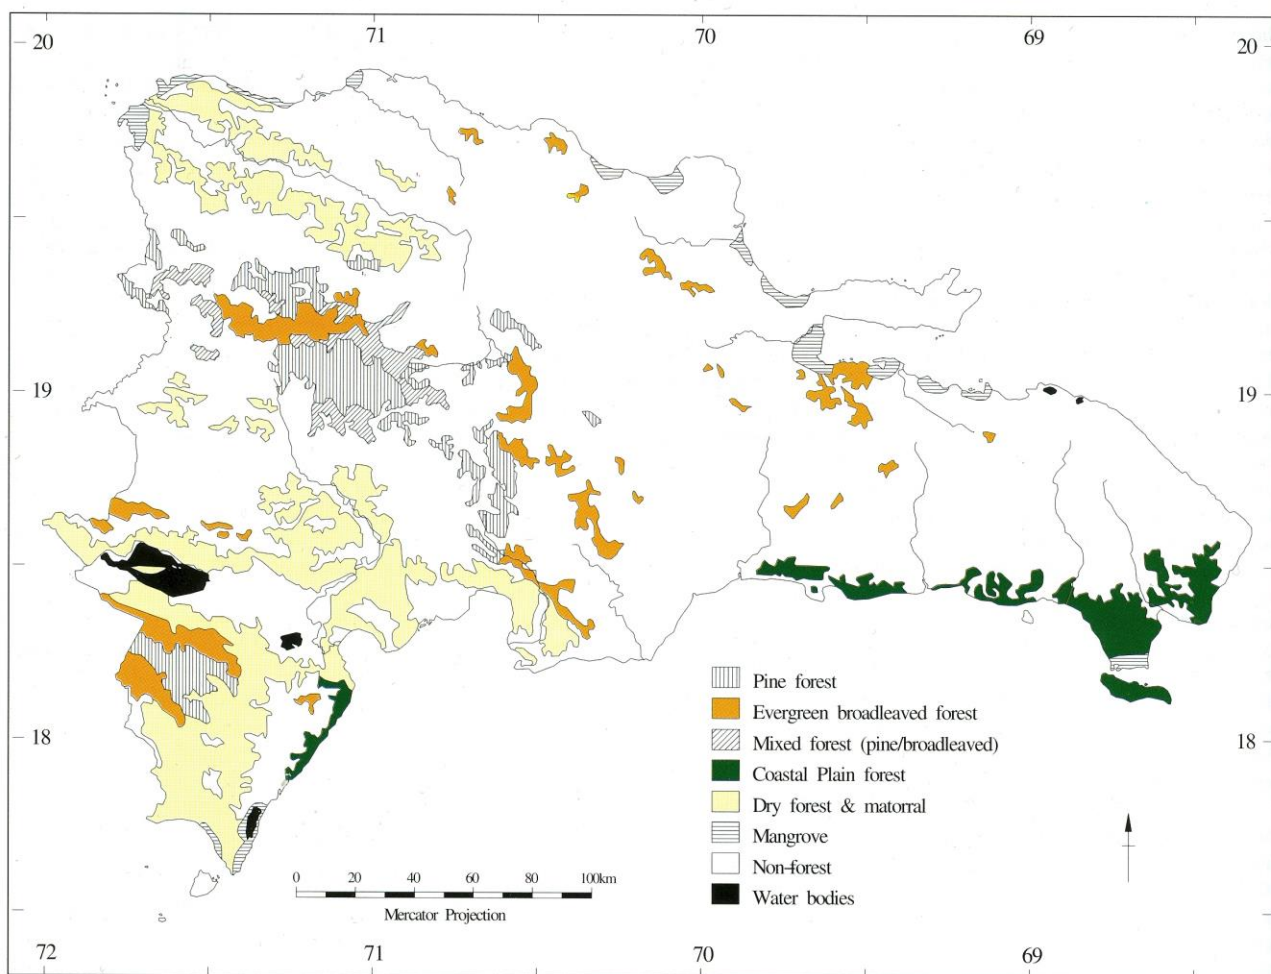 71
70
69
20
20
19
19
18
18
Pine forest
Evergreen broadleaved forest
Mixed forest (pine/broadleaved)
Coastal Plain forest
Dry forest & matorral
Mangrove
Non-forest
Water bodies
0 20 40 60 80 100km
Mercator Projection
72
71
70
69